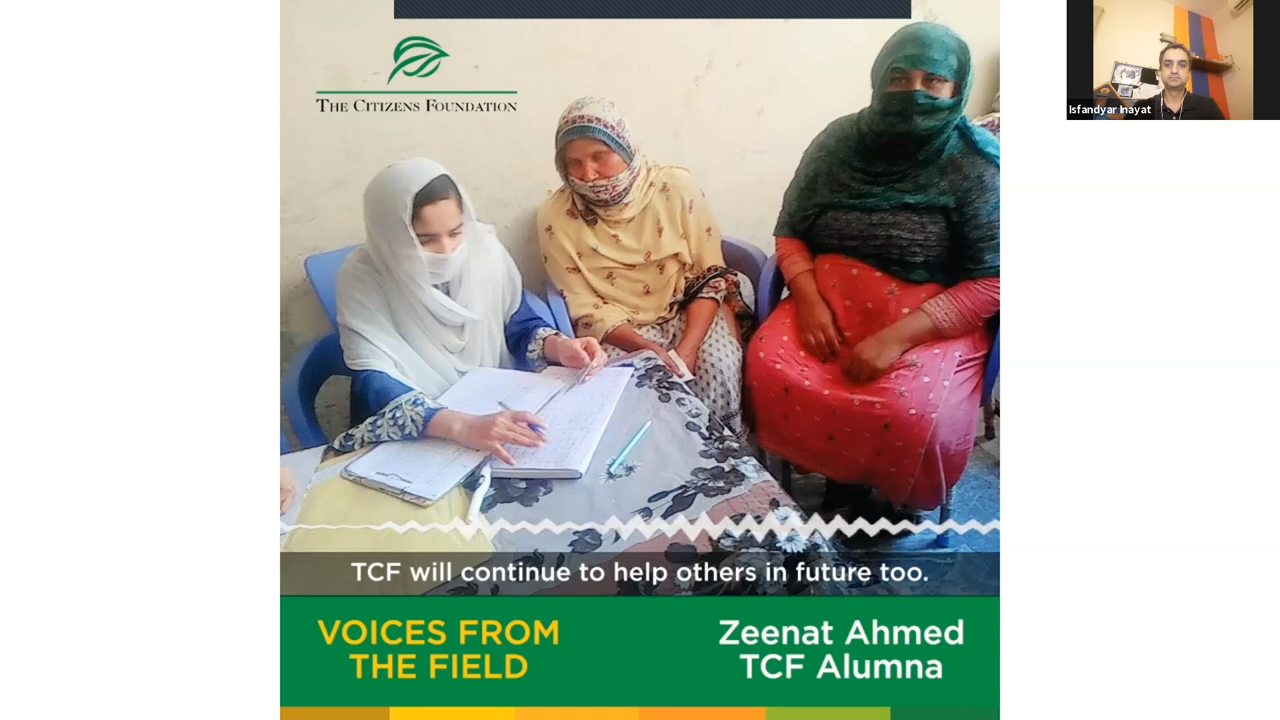 THE CITIZENS FOUNDATION
Isfandyar Inayat
TCF will continue to help others in future too.
VOICES FROM
THE FIELD
Zeenat Ahmed
TCF Alumna